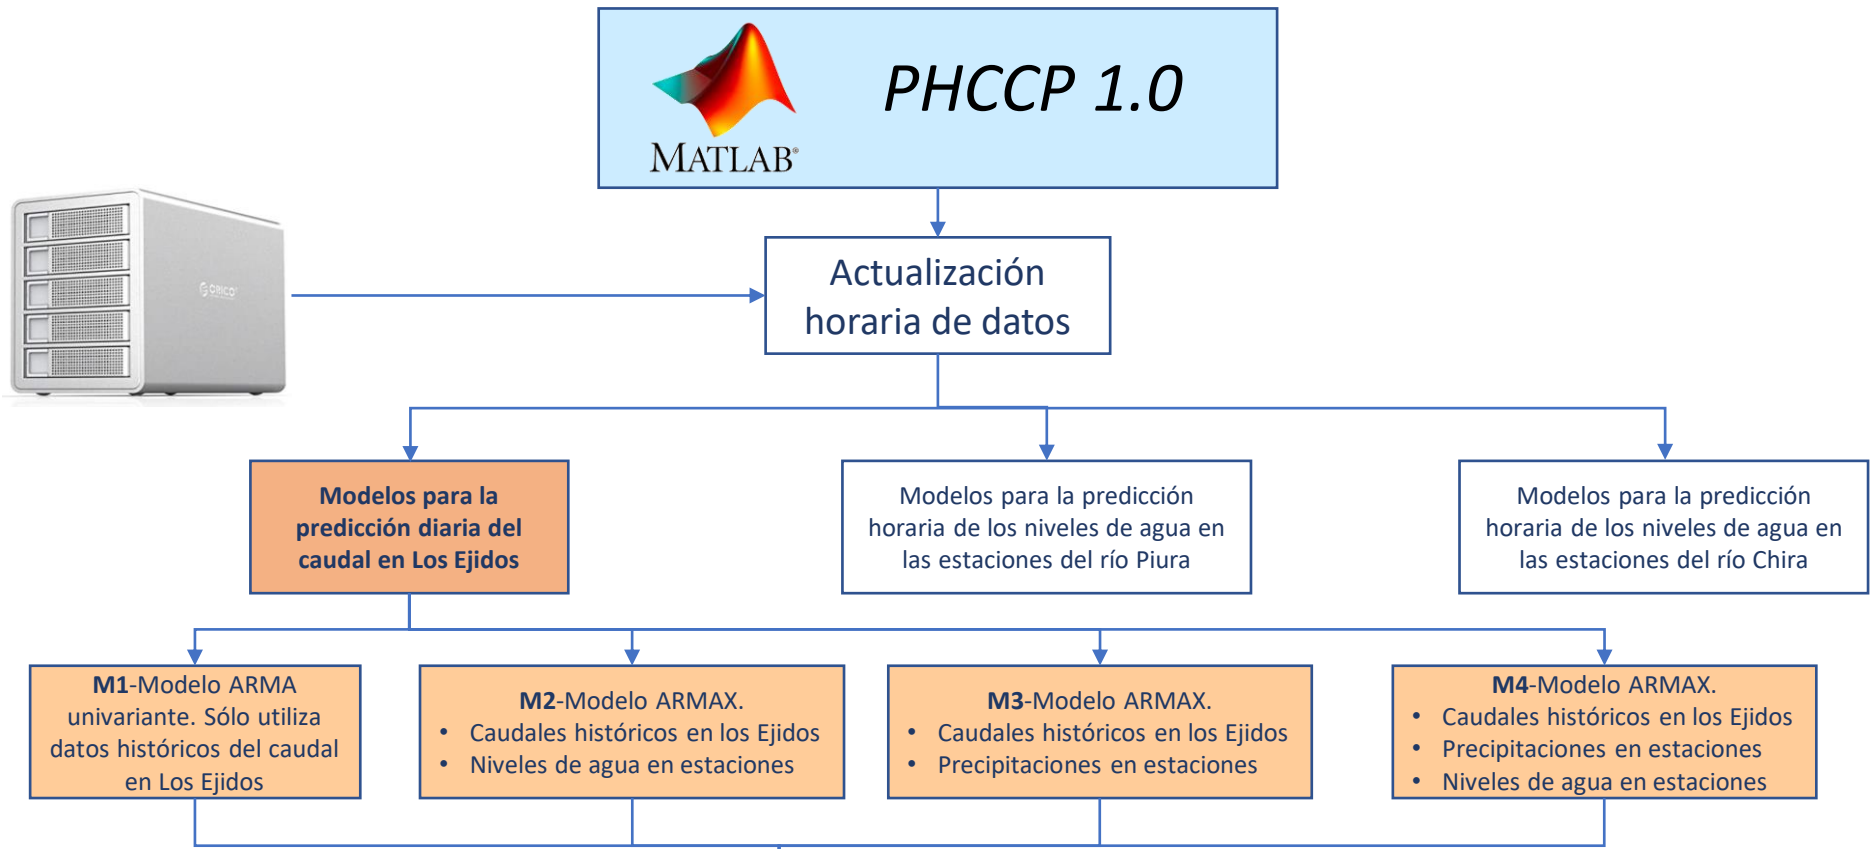 PHCCP 1.0
MATLAB®
ORICO
Actualización
horaria de datos
Modelos para la
predicción diaria del
caudal en Los Ejidos
Modelos para la predicción
horaria de los niveles de agua en
las estaciones del río Piura
Modelos para la predicción
horaria de los niveles de agua en
las estaciones del río Chira
M1-Modelo ARMA
univariante. Sólo utiliza
datos históricos del caudal
en Los Ejidos
M2-Modelo ARMAX.
• Caudales históricos en los Ejidos
• Niveles de agua en estaciones
M3-Modelo ARMAX.
• Caudales históricos en los Ejidos
• Precipitaciones en estaciones
M4-Modelo ARMAX.
• Caudales históricos en los Ejidos
• Precipitaciones en estaciones
• Niveles de agua en estaciones